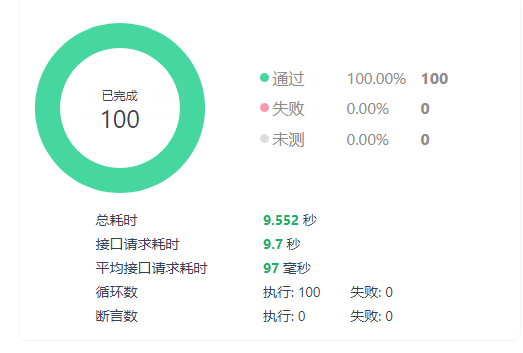 已完成
100
通过 100.00% 100
失败 0.00% 0
未测 0.00% 0
总耗时 9.552 秒
接口请求耗时 9.7 秒
平均接口请求耗时 97 毫秒
循环数 执行: 100 失败: 0
断言数 执行: 0 失败: 0